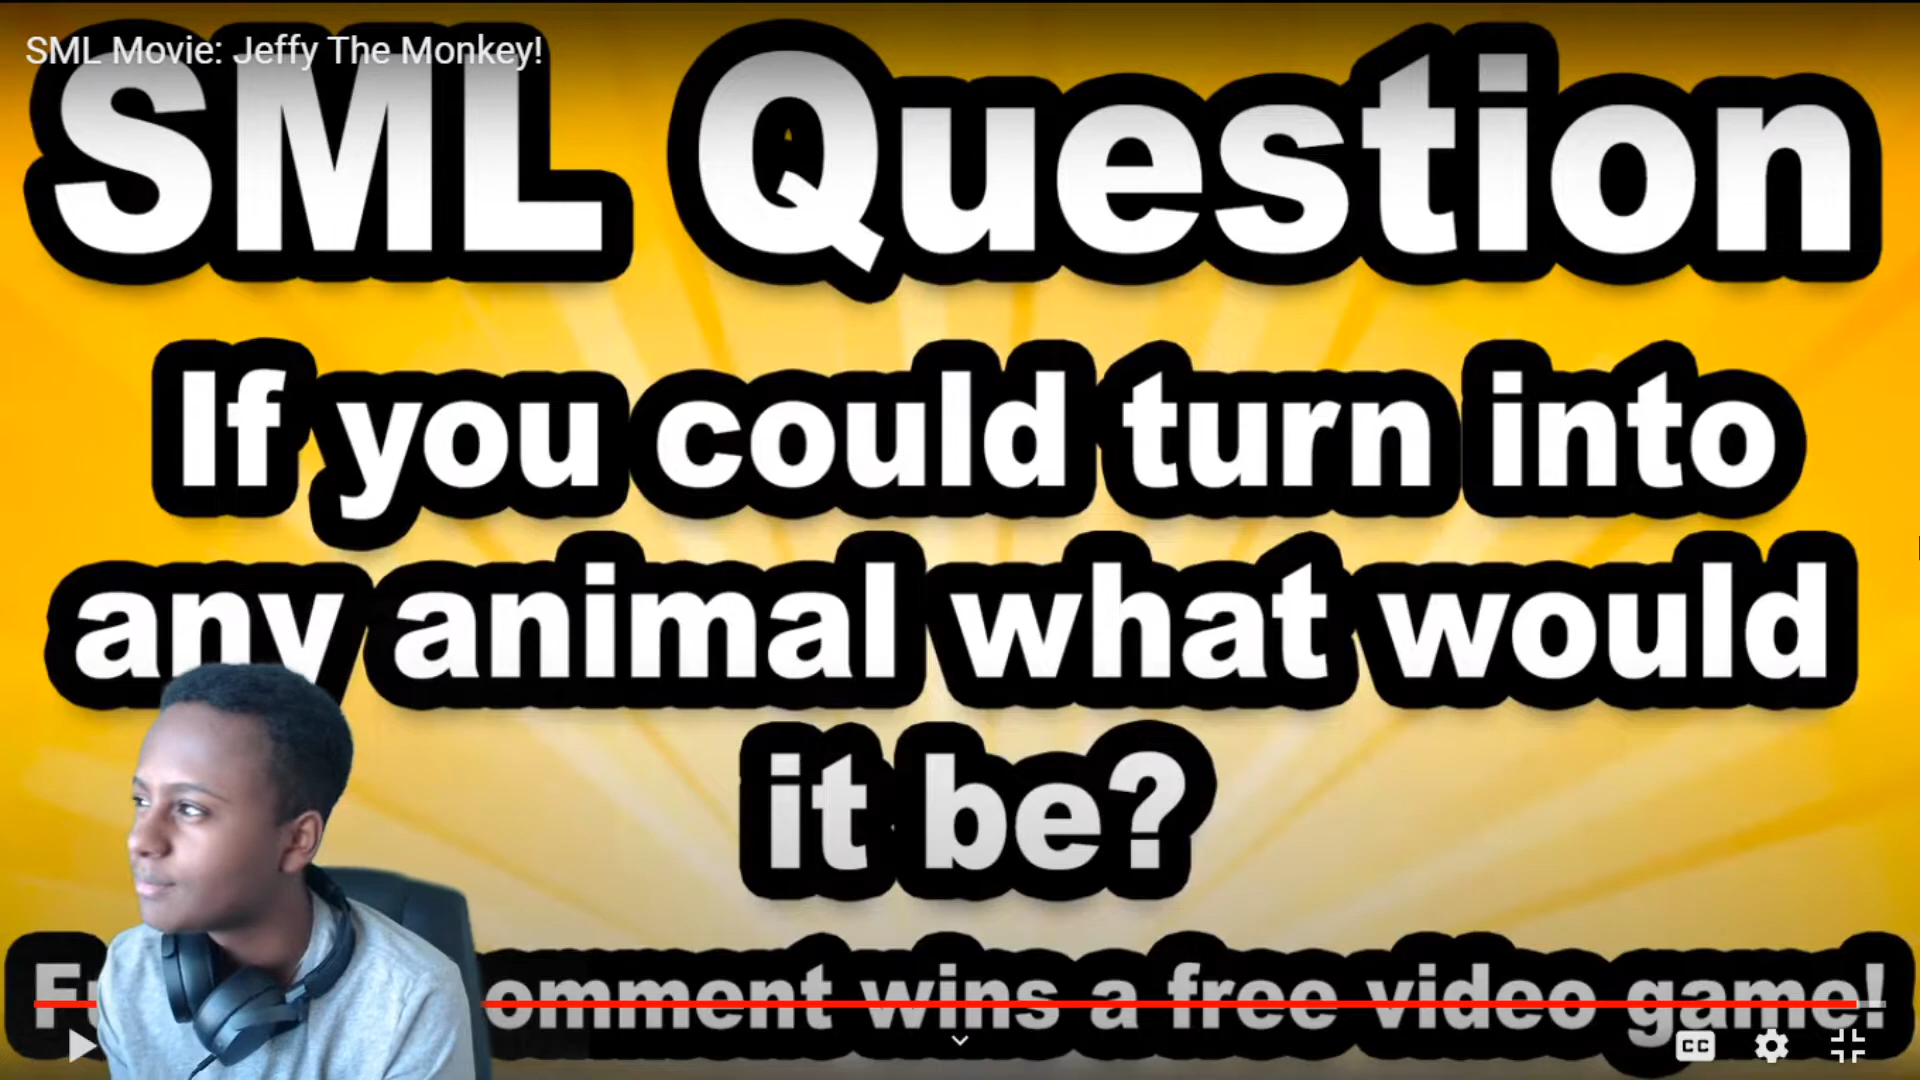 SML Movie: Jeffy The Monkey!
SML Question
If you could turn into
any animal what would
it be?
wins a free video game!
CC